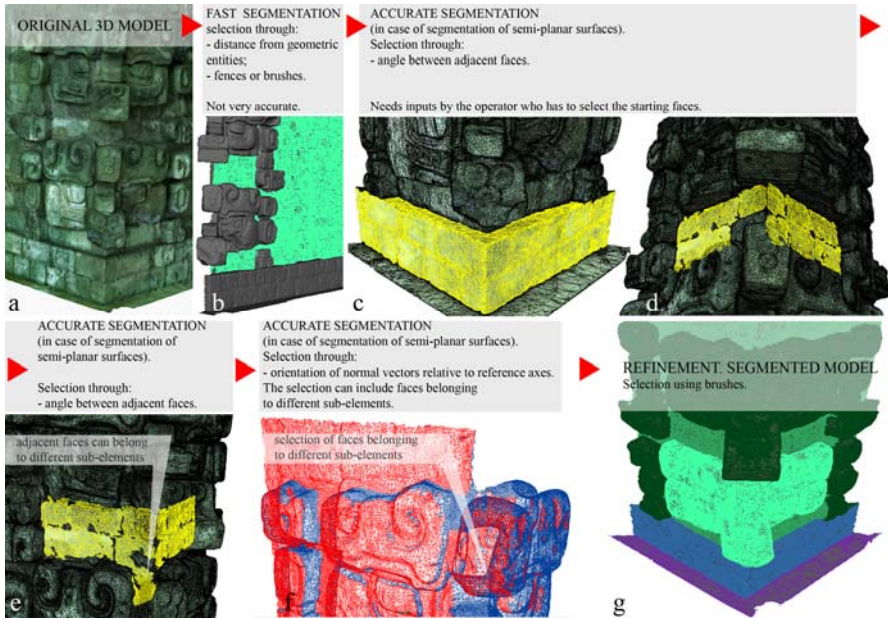 ORIGINAL 3D MODEL
FAST SEGMENTATION
selection through:
- distance from geometric
entities;
- fences or brushes.
Not very accurate.
ACCURATE SEGMENTATION
(in case of segmentation of semi-planar surfaces).
Selection through:
- angle between adjacent faces.
Needs inputs by the operator who has to select the starting faces.
a
b
c
d
ACCURATE SEGMENTATION
(in case of segmentation of
semi-planar surfaces).
Selection through:
- angle between adjacent faces.
adjacent faces can belong
to different sub-elements
ACCURATE SEGMENTATION
(in case of segmentation of semi-planar surfaces).
Selection through:
- orientation of normal vectors relative to reference axes.
The selection can include faces belonging
to different sub-elements.
selection of faces belonging
to different sub-elements
REFINEMENT. SEGMENTED MODEL
Selection using brushes.
e
f
g